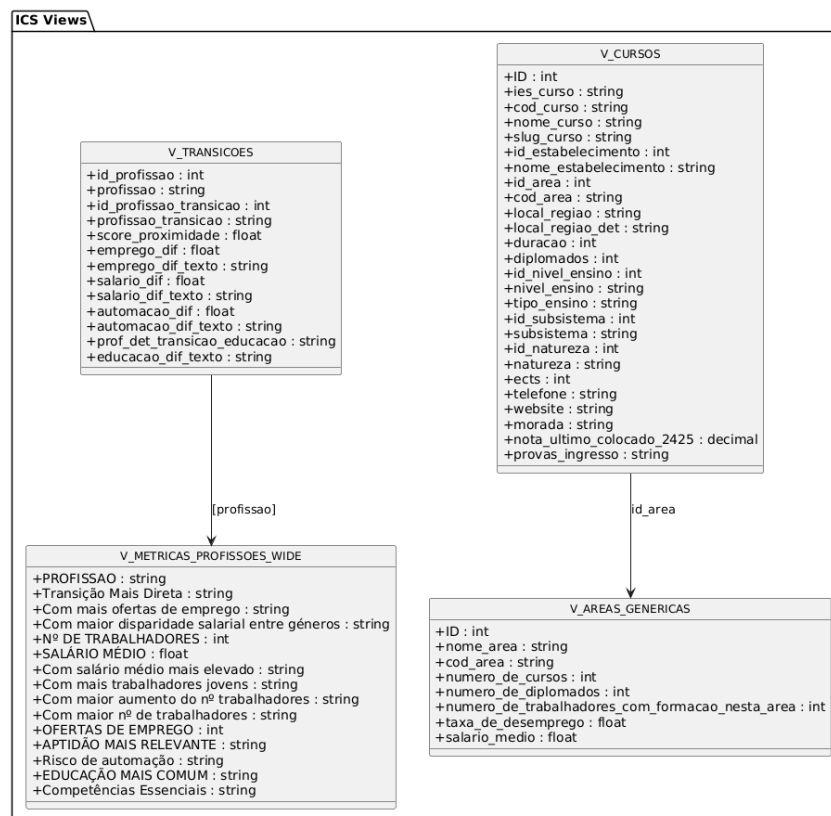 ICS Views
V_CURSOS
+ID : int
+ies_curso : string
+cod_curso : string
+nome_curso : string
+slug_curso : string
+id_estabelecimento : int
+nome_estabelecimento : string
+id_area : int
+cod_area : string
+local_regiao : string
+local_regiao_det : string
+duracao : int
+diplomados : int
+id_nivel_ensino : int
+nivel_ensino : string
+tipo_ensino : string
+id_subsistema : int
+subsistema : string
+id_natureza : int
+natureza : string
+ects : int
+telefone : string
+website : string
+morada : string
+nota_ultimo_colocado_2425 : decimal
+provas_ingresso : string
V_TRANSICOES
+id_profissao : int
+profissao : string
+id_profissao_transicao : int
+profissao_transicao : string
+score_proximidade : float
+emprego_dif : float
+emprego_dif_texto : string
+salario_dif : float
+salario_dif_texto : string
+automacao_dif : float
+automacao_dif_texto : string
+prof_det_transicao_educacao : string
+educacao_dif_texto : string
[profissao]
id_area
V_METRICAS_PROFISSOES_WIDE
+PROFISSAO : string
+Transição Mais Direta : string
+Com mais ofertas de emprego : string
+Com maior disparidade salarial entre géneros : string
+Nº DE TRABALHADORES : int
+SALÁRIO MÉDIO : float
+Com salário médio mais elevado : string
+Com mais trabalhadores jovens : string
+Com maior aumento do nº trabalhadores : string
+Com maior nº de trabalhadores : string
+OFERTAS DE EMPREGO : int
+APTIDÃO MAIS RELEVANTE : string
+Risco de automação : string
+EDUCAÇÃO MAIS COMUM : string
+Competências Essenciais : string
V_AREAS_GENERICAS
+ID : int
+nome_area : string
+cod_area : string
+numero_de_cursos : int
+numero_de_diplomados : int
+numero_de_trabalhadores_com_formacao_nesta_area : int
+taxa_de_desemprego : float
+salario_medio : float